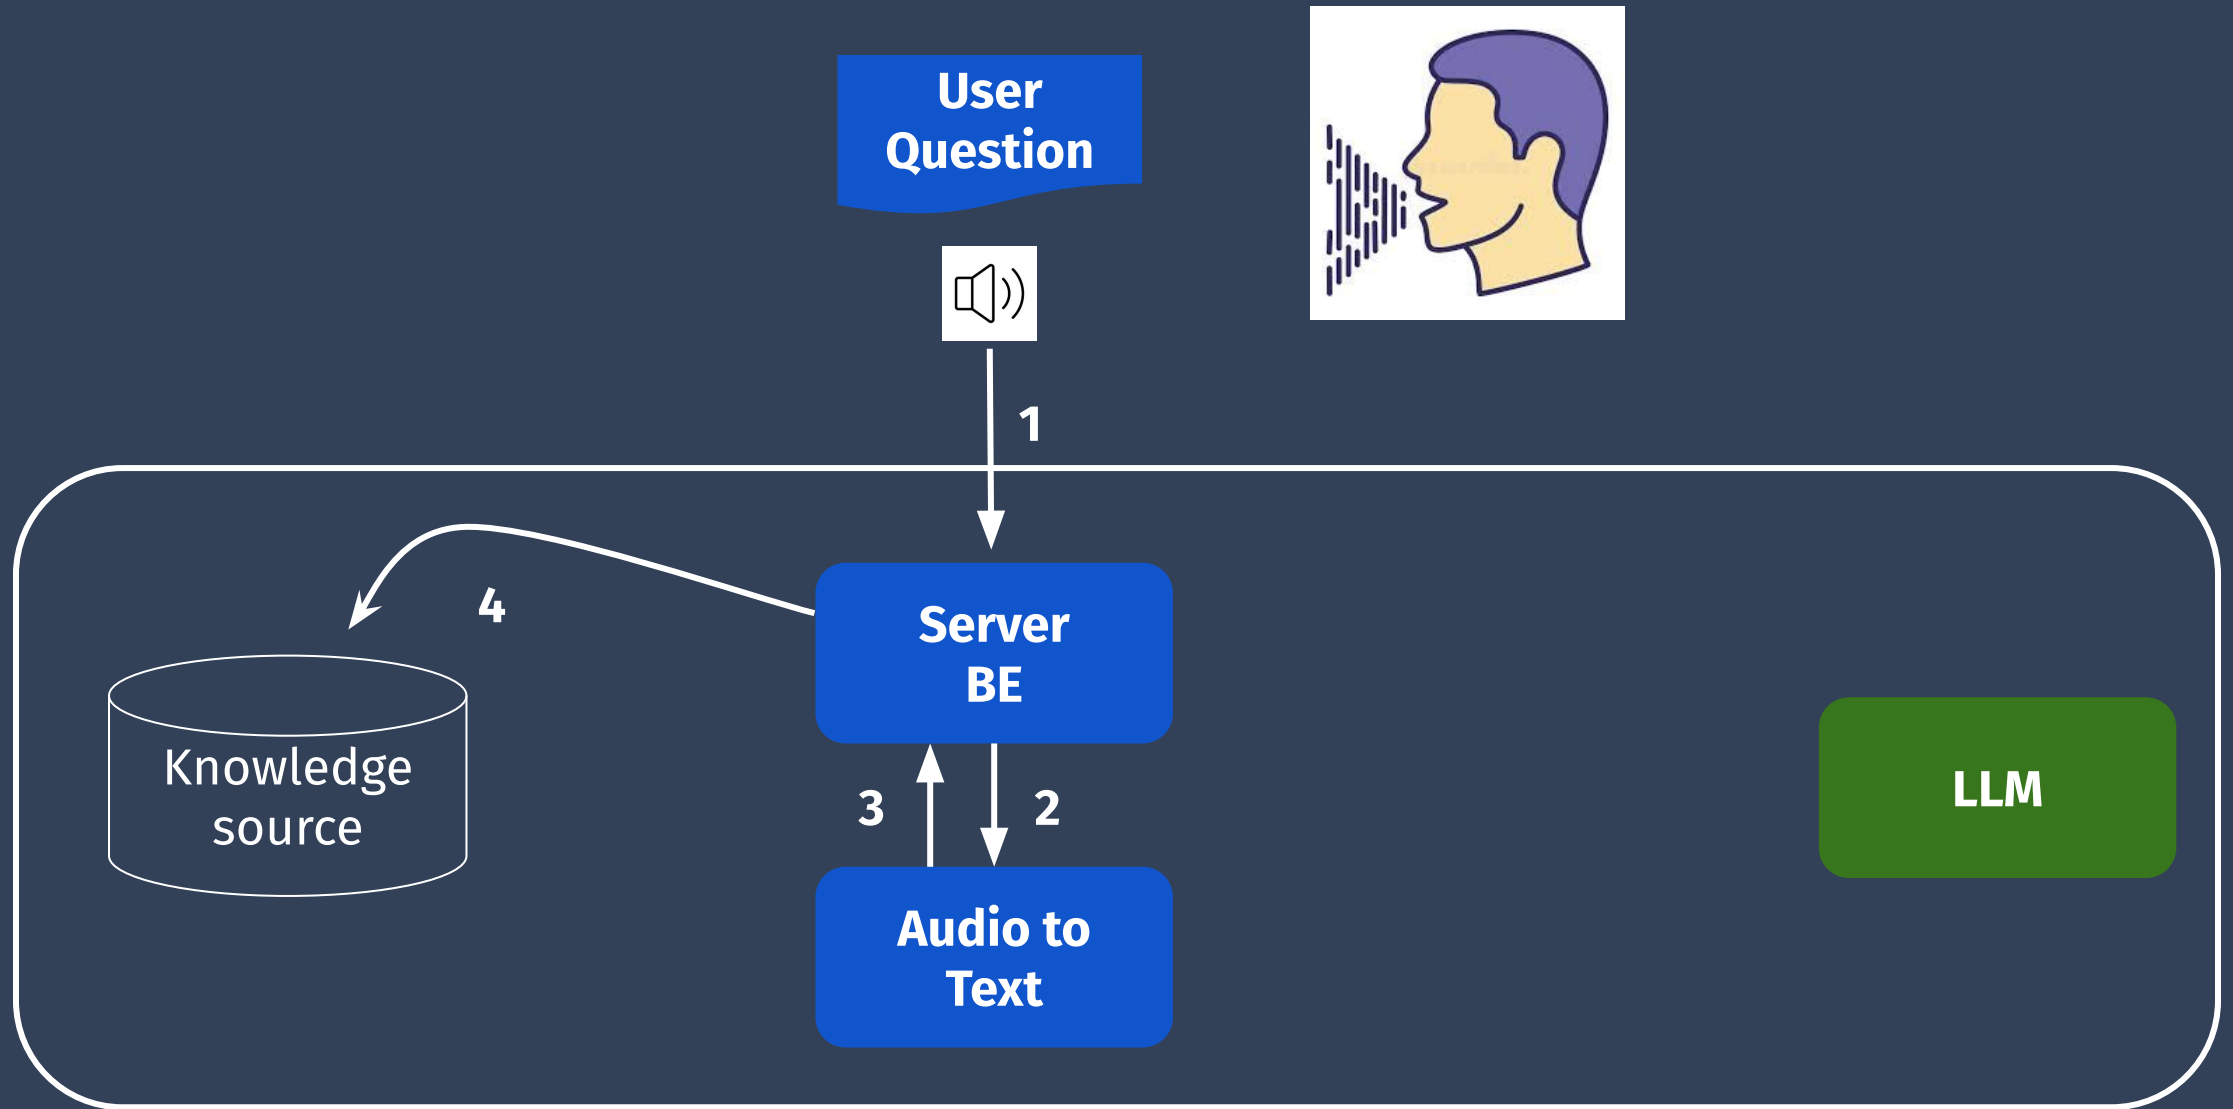 User
Question
1
4
Server
BE
Knowledge
source
3
2
LLM
Audio to
Text